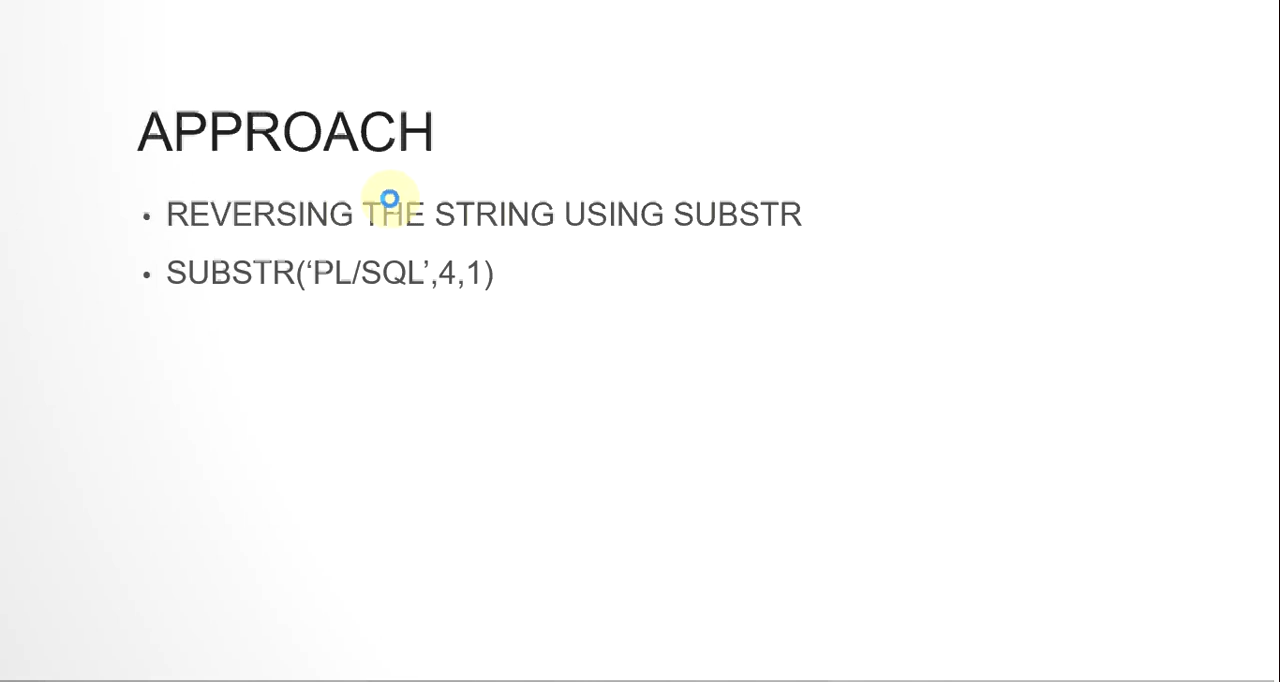 APPROACH
• REVERSING THE STRING USING SUBSTR
• SUBSTR(‘PL/SQL’,4,1)